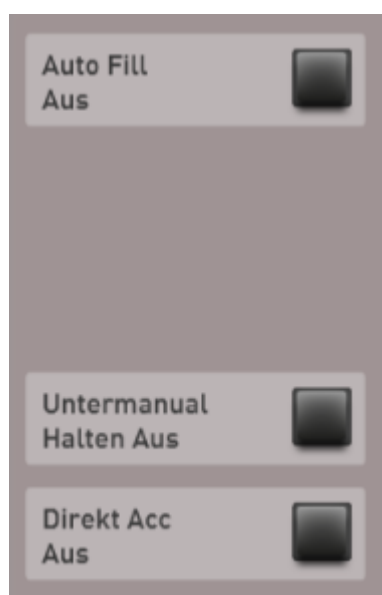 Auto Fill
Aus
Untermanual
Halten Aus
Direkt Acc
Aus